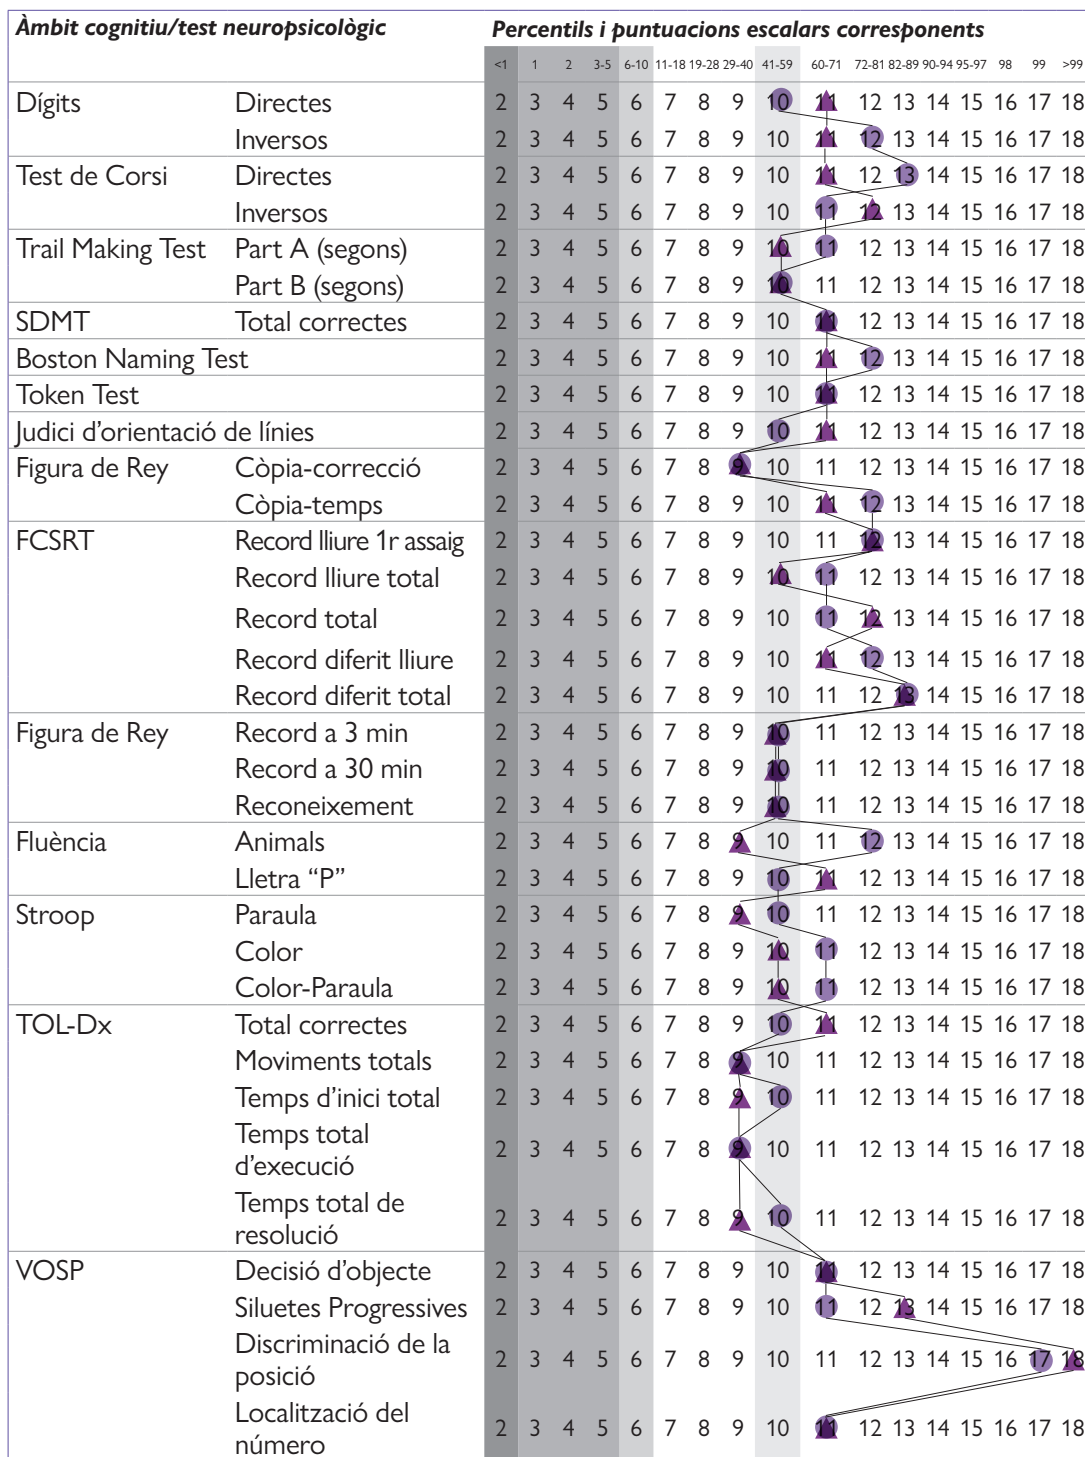 Àmbit cognitiu/test neuropsicològic Percentils i puntuacions escalars corresponents
<1 1 2 3-5 6-10 11-18 19-28 29-40 41-59 60-71 72-81 82-89 90-94 95-97 98 99 >99
Dígits Directes 2 3 4 5 6 7 8 9 10 11 12 13 14 15 16 17 18
Inversos 2 3 4 5 6 7 8 9 10 11 12 13 14 15 16 17 18
Test de Corsi Directes 2 3 4 5 6 7 8 9 10 11 12 13 14 15 16 17 18
Inversos 2 3 4 5 6 7 8 9 10 11 12 13 14 15 16 17 18
Trail Making Test Part A (segons) 2 3 4 5 6 7 8 9 10 11 12 13 14 15 16 17 18
Part B (segons) 2 3 4 5 6 7 8 9 10 11 12 13 14 15 16 17 18
SDMT Total correctes 2 3 4 5 6 7 8 9 10 11 12 13 14 15 16 17 18
Boston Naming Test 2 3 4 5 6 7 8 9 10 11 12 13 14 15 16 17 18
Token Test 2 3 4 5 6 7 8 9 10 11 12 13 14 15 16 17 18
Judici d'orientació de línies 2 3 4 5 6 7 8 9 10 11 12 13 14 15 16 17 18
Figura de Rey Còpia-correcció 2 3 4 5 6 7 8 9 10 11 12 13 14 15 16 17 18
Còpia-temps 2 3 4 5 6 7 8 9 10 11 12 13 14 15 16 17 18
FCSRT Record lliure 1r assaig 2 3 4 5 6 7 8 9 10 11 12 13 14 15 16 17 18
Record lliure total 2 3 4 5 6 7 8 9 10 11 12 13 14 15 16 17 18
Record total 2 3 4 5 6 7 8 9 10 11 12 13 14 15 16 17 18
Record diferit lliure 2 3 4 5 6 7 8 9 10 11 12 13 14 15 16 17 18
Record diferit total 2 3 4 5 6 7 8 9 10 11 12 13 14 15 16 17 18
Figura de Rey Record a 3 min 2 3 4 5 6 7 8 9 10 11 12 13 14 15 16 17 18
Record a 30 min 2 3 4 5 6 7 8 9 10 11 12 13 14 15 16 17 18
Reconeixement 2 3 4 5 6 7 8 9 10 11 12 13 14 15 16 17 18
Fluència Animals 2 3 4 5 6 7 8 9 10 11 12 13 14 15 16 17 18
Lletra “P” 2 3 4 5 6 7 8 9 10 11 12 13 14 15 16 17 18
Stroop Paraula 2 3 4 5 6 7 8 9 10 11 12 13 14 15 16 17 18
Color 2 3 4 5 6 7 8 9 10 11 12 13 14 15 16 17 18
Color-Paraula 2 3 4 5 6 7 8 9 10 11 12 13 14 15 16 17 18
TOL-Dx Total correctes 2 3 4 5 6 7 8 9 10 11 12 13 14 15 16 17 18
Moviments totals 2 3 4 5 6 7 8 9 10 11 12 13 14 15 16 17 18
Temps d'inici total 2 3 4 5 6 7 8 9 10 11 12 13 14 15 16 17 18
Temps total
d'execució 2 3 4 5 6 7 8 9 10 11 12 13 14 15 16 17 18
Temps total de
resolució 2 3 4 5 6 7 8 9 10 11 12 13 14 15 16 17 18
VOSP Decisió d'objecte 2 3 4 5 6 7 8 9 10 11 12 13 14 15 16 17 18
Siluetes Progressives 2 3 4 5 6 7 8 9 10 11 12 13 14 15 16 17 18
Discriminació de la
posició 2 3 4 5 6 7 8 9 10 11 12 13 14 15 16 17 18
Localització del
número 2 3 4 5 6 7 8 9 10 11 12 13 14 15 16 17 18